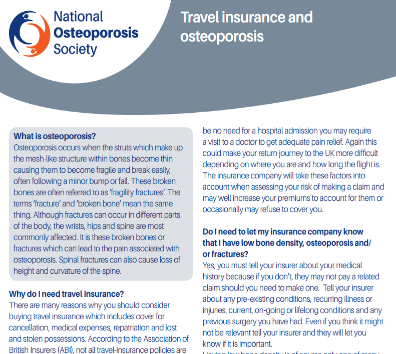 National
Osteoporosis
Society
Travel insurance and
osteoporosis
What is osteoporosis?
Osteoporosis occurs when the struts which make up
the mesh-like structure within bones become thin
causing them to become fragile and break easily,
often following a minor bump or fall. These broken
bones are often referred to as 'fragility fractures'. The
terms 'fracture' and 'broken bone' mean the same
thing. Although fractures can occur in different parts
of the body, the wrists, hips and spine are most
commonly affected. It is these broken bones or
fractures which can lead to the pain associated with
osteoporosis. Spinal fractures can also cause loss of
height and curvature of the spine.
Why do I need travel Insurance?
There are many reasons why you should consider
buying travel insurance which includes cover for
cancellation, medical expenses, repatriation and lost
and stolen possessions. According to the Association of
British Insurers (ABI), not all travel-insurance policies are
be no need for a hospital admission you may require
a visit to a doctor to get adequate pain relief. Again this
could make your return journey to the UK more difficult
depending on where you are and how long the flight is.
The insurance company will take these factors into
account when assessing your risk of making a claim and
may well increase your premiums to account for them or
occasionally may refuse to cover you.
Do I need to let my insurance company know
that I have low bone density, osteoporosis and/
or fractures?
Yes, you must tell your insurer about your medical
history because if you don't, they may not pay a related
claim should you need to make one. Tell your insurer
about any pre-existing conditions, recurring illness or
injuries, current, on-going or lifelong conditions and any
previous surgery you have had. Even if you think it might
not be relevant tell your insurer and they will let you
know if it is important.